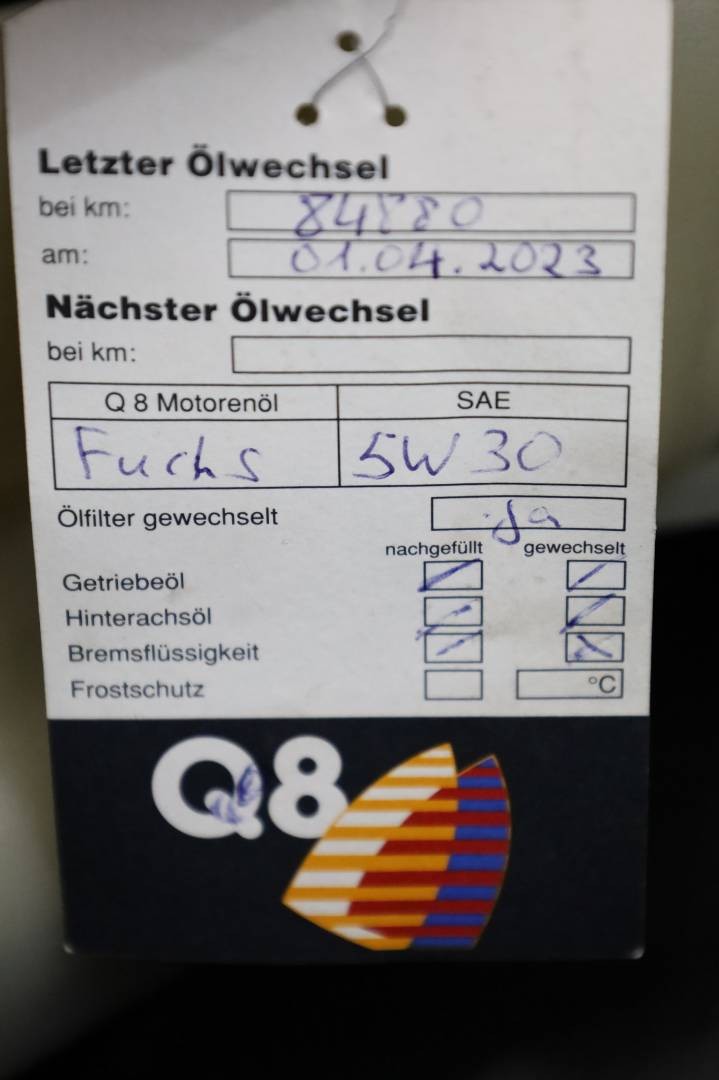 Letzter Ölwechsel
bei km: 84880
am: 01.04.2023
Nächster Ölwechsel
bei km:
Q 8 Motorenöl SAE
Fuchs 5W30
Ölfilter gewechselt Ja
nachgefüllt gewechselt
Getriebeöl
Hinterachsöl
Bremsflüssigkeit
Frostschutz °C
Q8